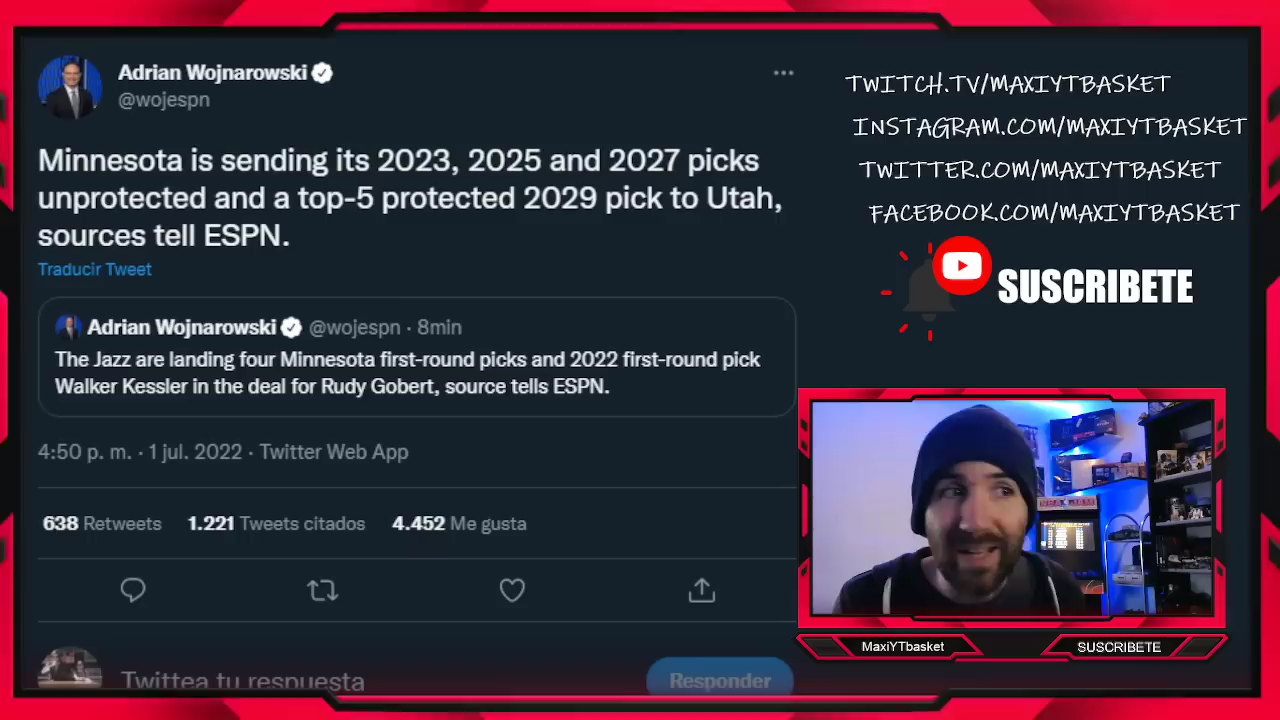 Adrian Wojnarowski
@wojespn
Minnesota is sending its 2023, 2025 and 2027 picks
unprotected and a top-5 protected 2029 pick to Utah,
sources tell ESPN.
Traducir Tweet
Adrian Wojnarowski @wojespn · 8min
The Jazz are landing four Minnesota first-round picks and 2022 first-round pick
Walker Kessler in the deal for Rudy Gobert, source tells ESPN.
4:50 p. m. · 1 jul. 2022 · Twitter Web App
638 Retweets 1.221 Tweets citados 4.452 Me gusta
Twittea tu respuesta
Responder
TWITCH.TV/MAXIYTBASKET
INSTAGRAM.COM/MAXIYTBASKET
TWITTER.COM/MAXIYTBASKET
FACEBOOK.COM/MAXIYTBASKET
SUSCRIBETE
NBA JAM
MaxiYTbasket
SUSCRIBETE